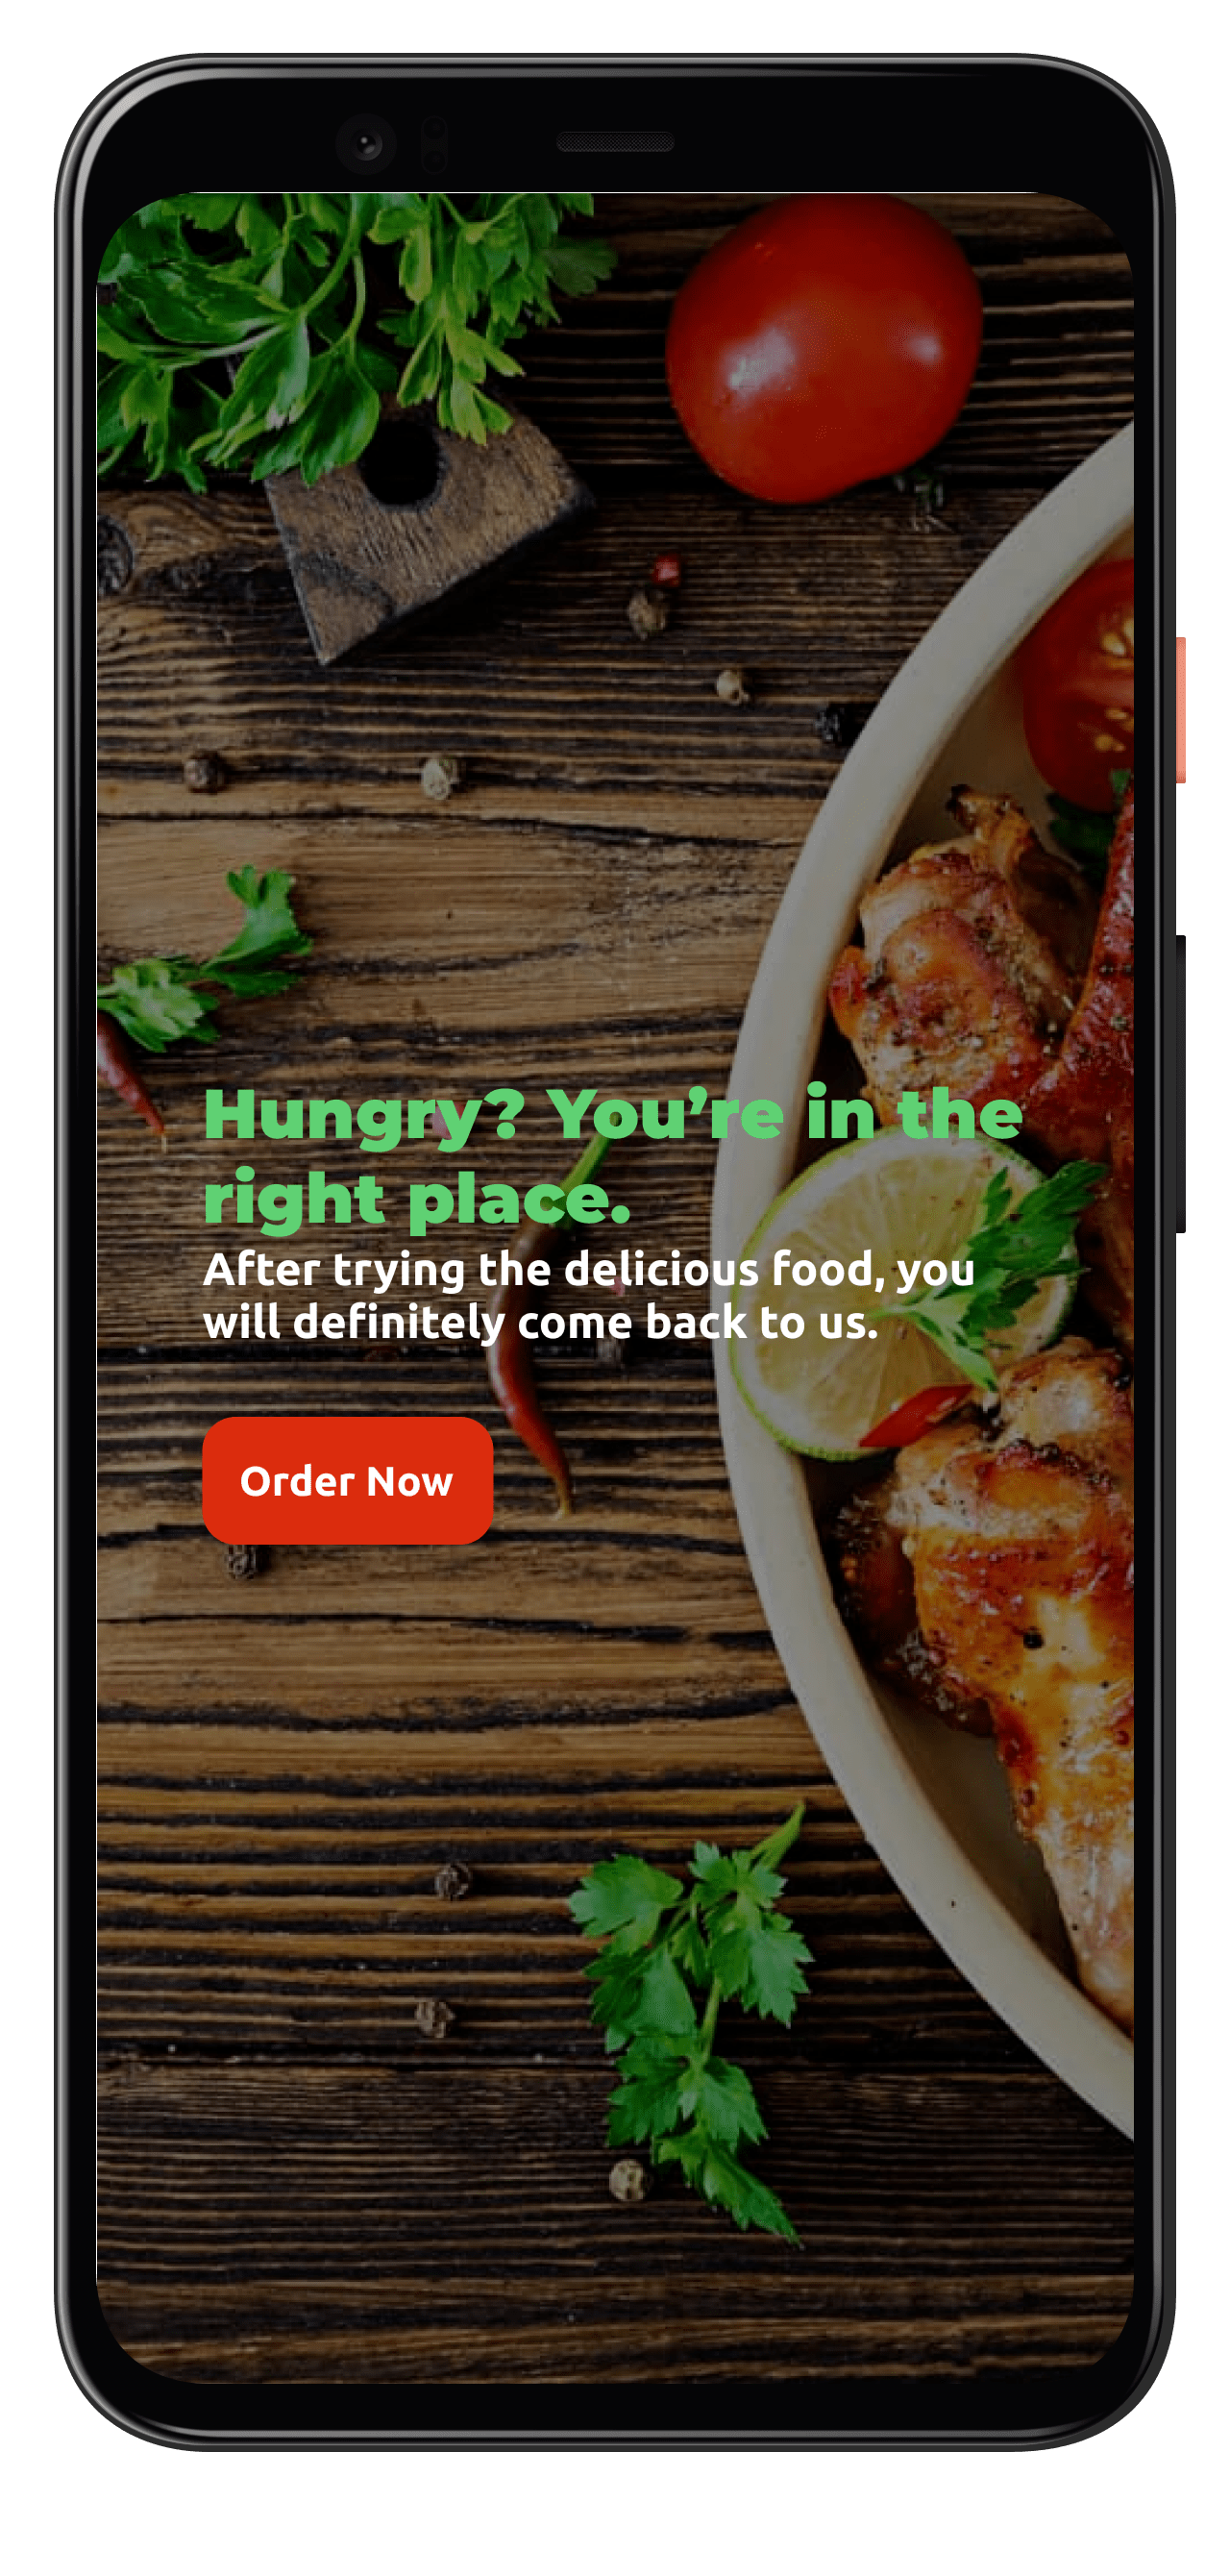 Hungry? You’re in the
right place.
After trying the delicious food, you
will definitely come back to us.
Order Now